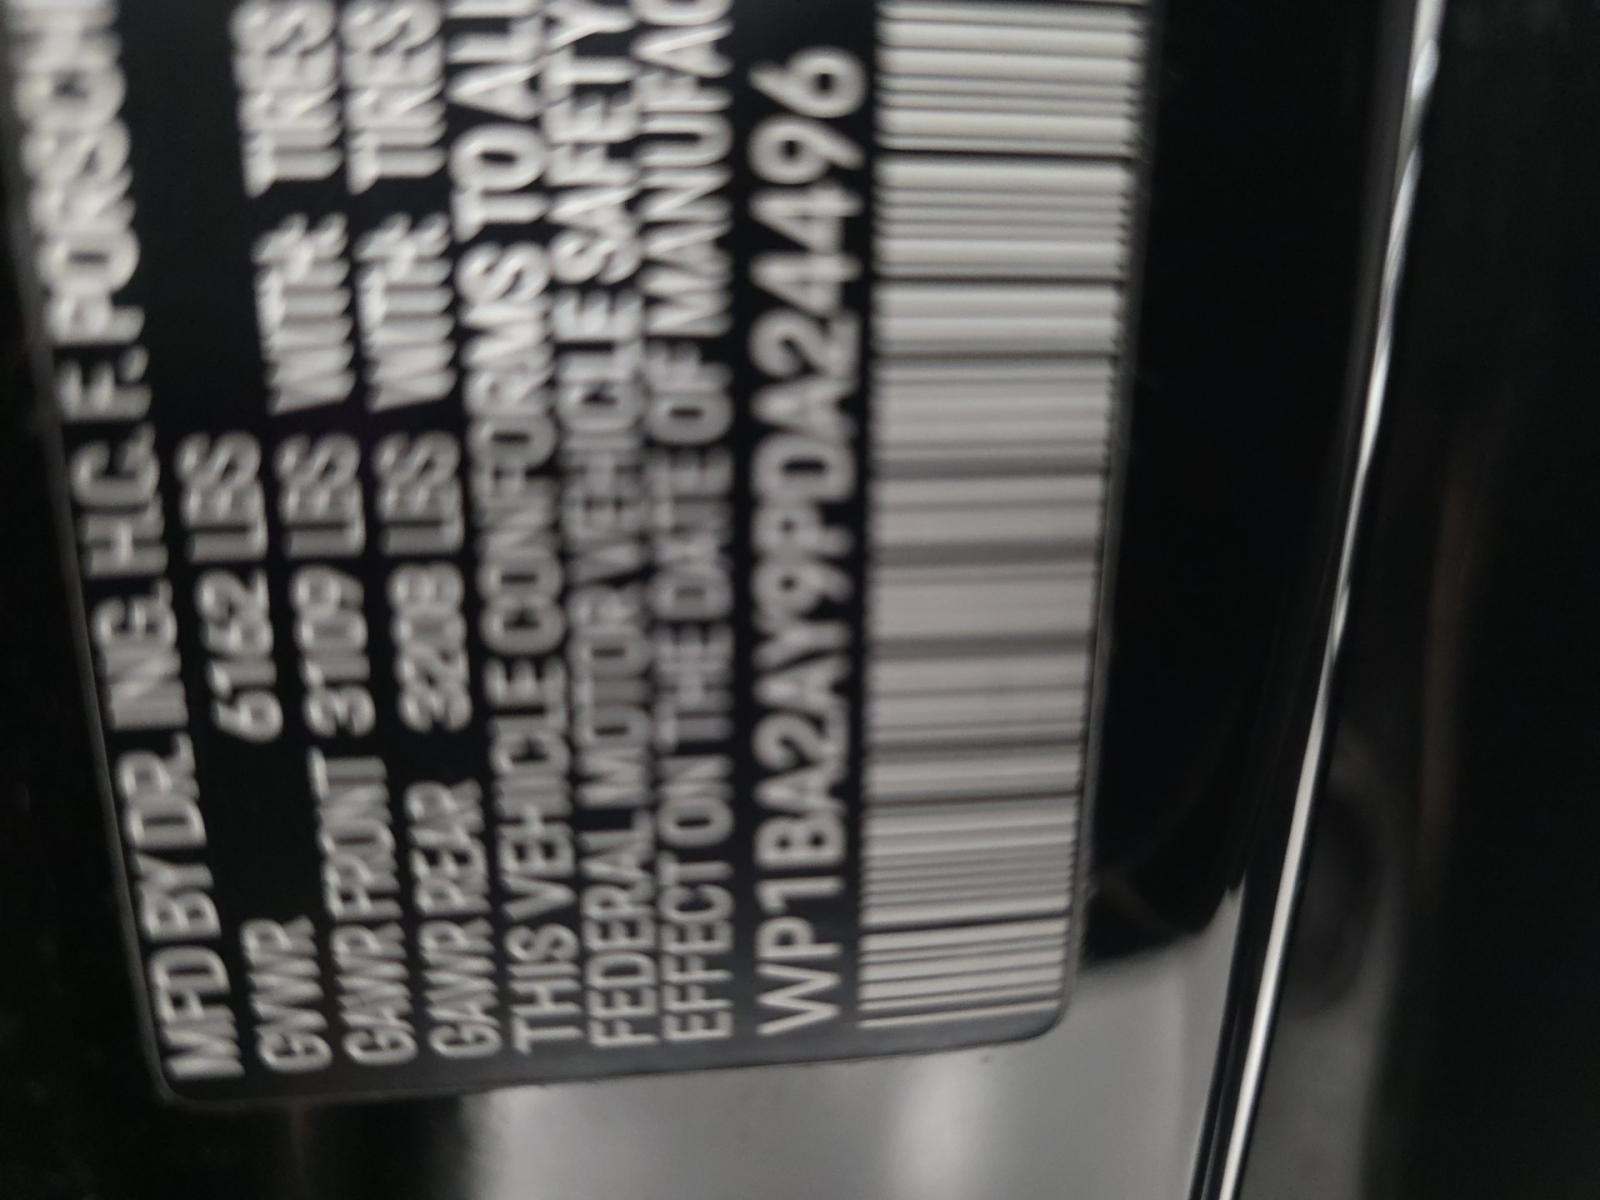 MFD BY DR. ING. H.C. F. PORSCH
GVWR 6162 LBS WITH TIRES
GAWR FRONT 3109 LBS WITH TIRES
GAWR REAR 3208 LBS
THIS VEHICLE CONFORMS TO ALL
FEDERAL MOTOR VEHICLE SAFETY
EFFECT ON THE DATE OF MANUFAC
WP1BA2AY9PDA24496